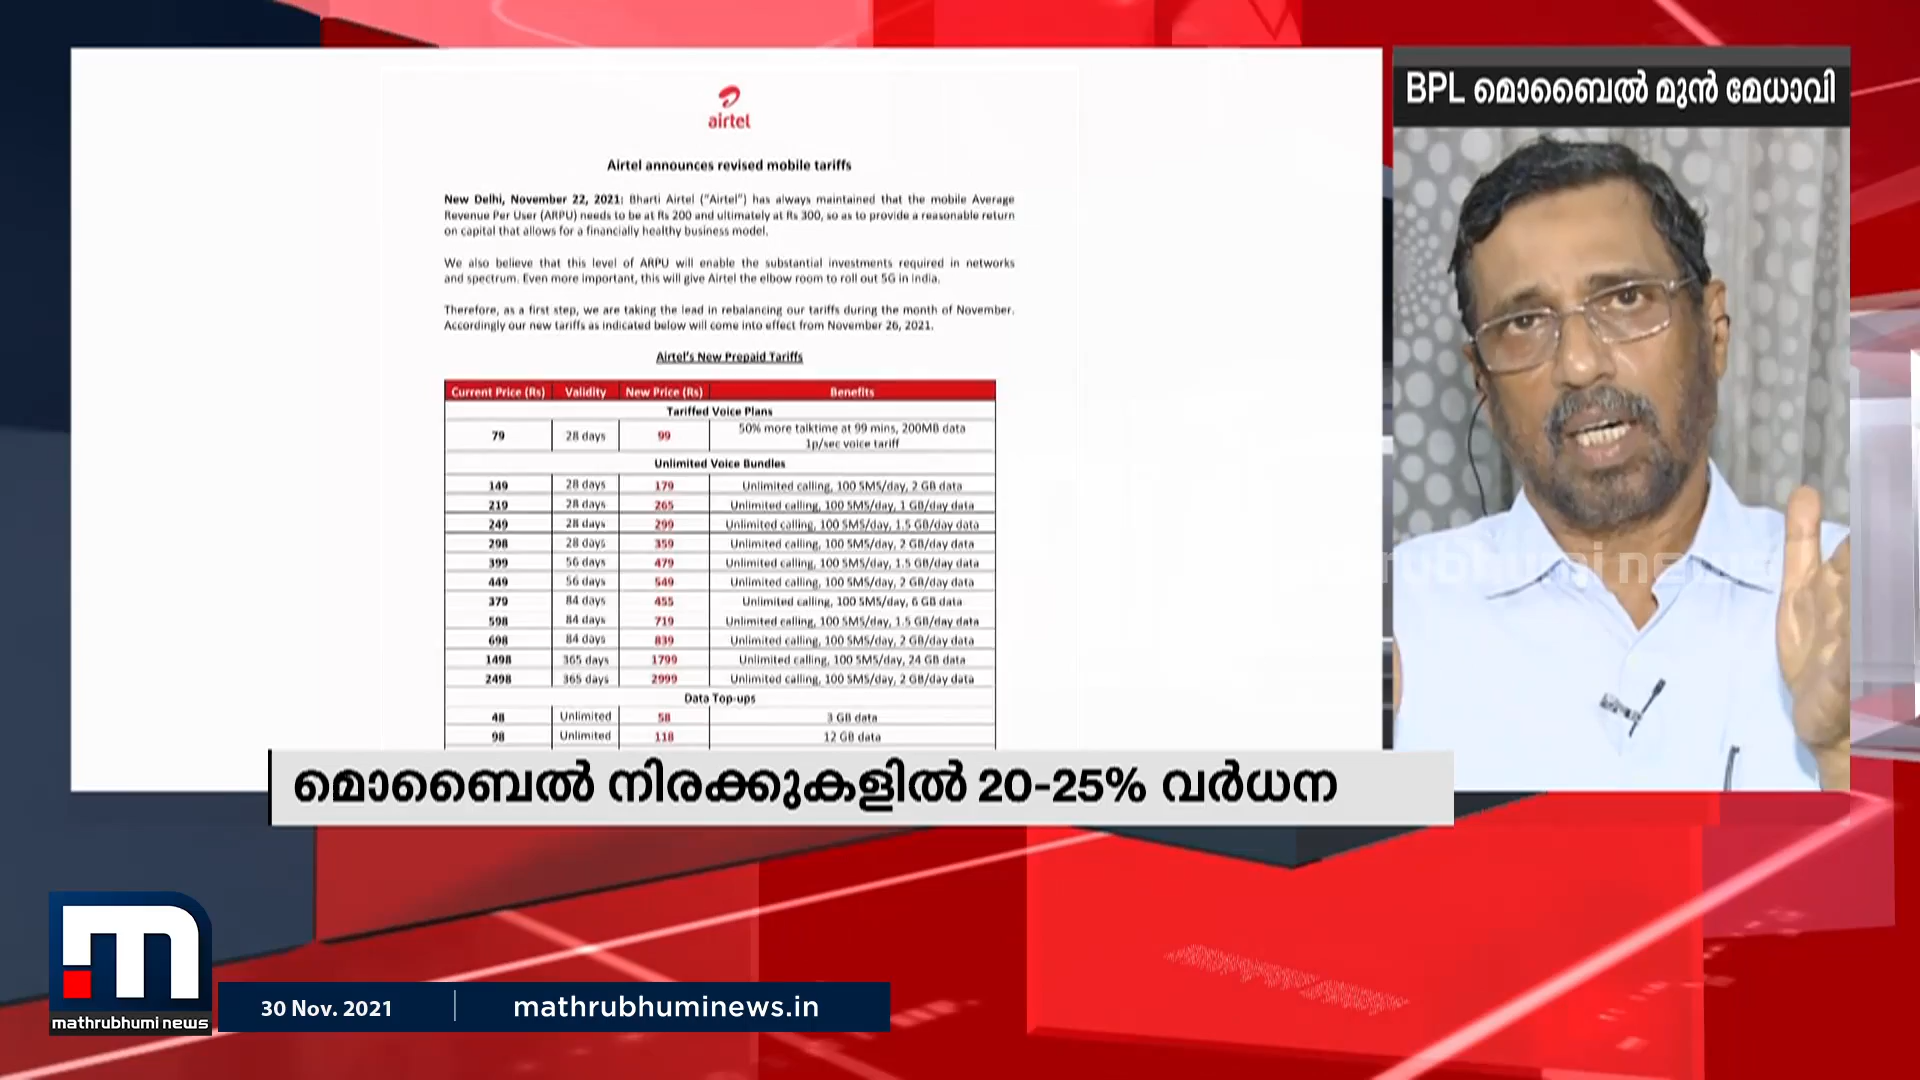 airtel
Airtel announces revised mobile tariffs
New Delhi, November 22, 2021: Bharti Airtel ("Airtel") has always maintained that the mobile Average
Revenue Per User (ARPU) needs to be at Rs 200 and ultimately at Rs 300, so as to provide a reasonable return
on capital that allows for a financially healthy business model.
We also believe that this level of ARPU will enable the substantial investments required in networks
and spectrum. Even more important, this will give Airtel the elbow room to roll out 5G in India.
Therefore, as a first step, we are taking the lead in rebalancing our tariffs during the month of November.
Accordingly our new tariffs as indicated below will come into effect from November 26, 2021.
Airtel's New Prepaid Tariffs
Current Price (Rs) Validity New Price (Rs) Benefits
Tariffed Voice Plans
79 28 days 99 50% more talktime at 99 mins, 200MB data
1p/sec voice tariff
Unlimited Voice Bundles
149 28 days 179 Unlimited calling, 100 SMS/day, 2 GB data
219 28 days 265 Unlimited calling, 100 SMS/day, 1 GB/day data
249 28 days 299 Unlimited calling, 100 SMS/day, 1.5 GB/day data
298 28 days 359 Unlimited calling, 100 SMS/day, 2 GB/day data
399 56 days 479 Unlimited calling, 100 SMS/day, 1.5 GB/day data
449 56 days 549 Unlimited calling, 100 SMS/day, 2 GB/day data
379 84 days 455 Unlimited calling, 100 SMS/day, 6 GB data
598 84 days 719 Unlimited calling, 100 SMS/day, 1.5 GB/day data
698 84 days 839 Unlimited calling, 100 SMS/day, 2 GB/day data
1498 365 days 1799 Unlimited calling, 100 SMS/day, 24 GB data
2498 365 days 2999 Unlimited calling, 100 SMS/day, 2 GB/day data
Data Top-ups
48 Unlimited 58 3 GB data
98 Unlimited 118 12 GB data
BPL മൊബൈൽ മുൻ മേധാവി
mathrubhumi news
മൊബൈൽ നിരക്കുകളിൽ 20-25% വർധന
mathrubhumi news
30 Nov. 2021
mathrubhuminews.in